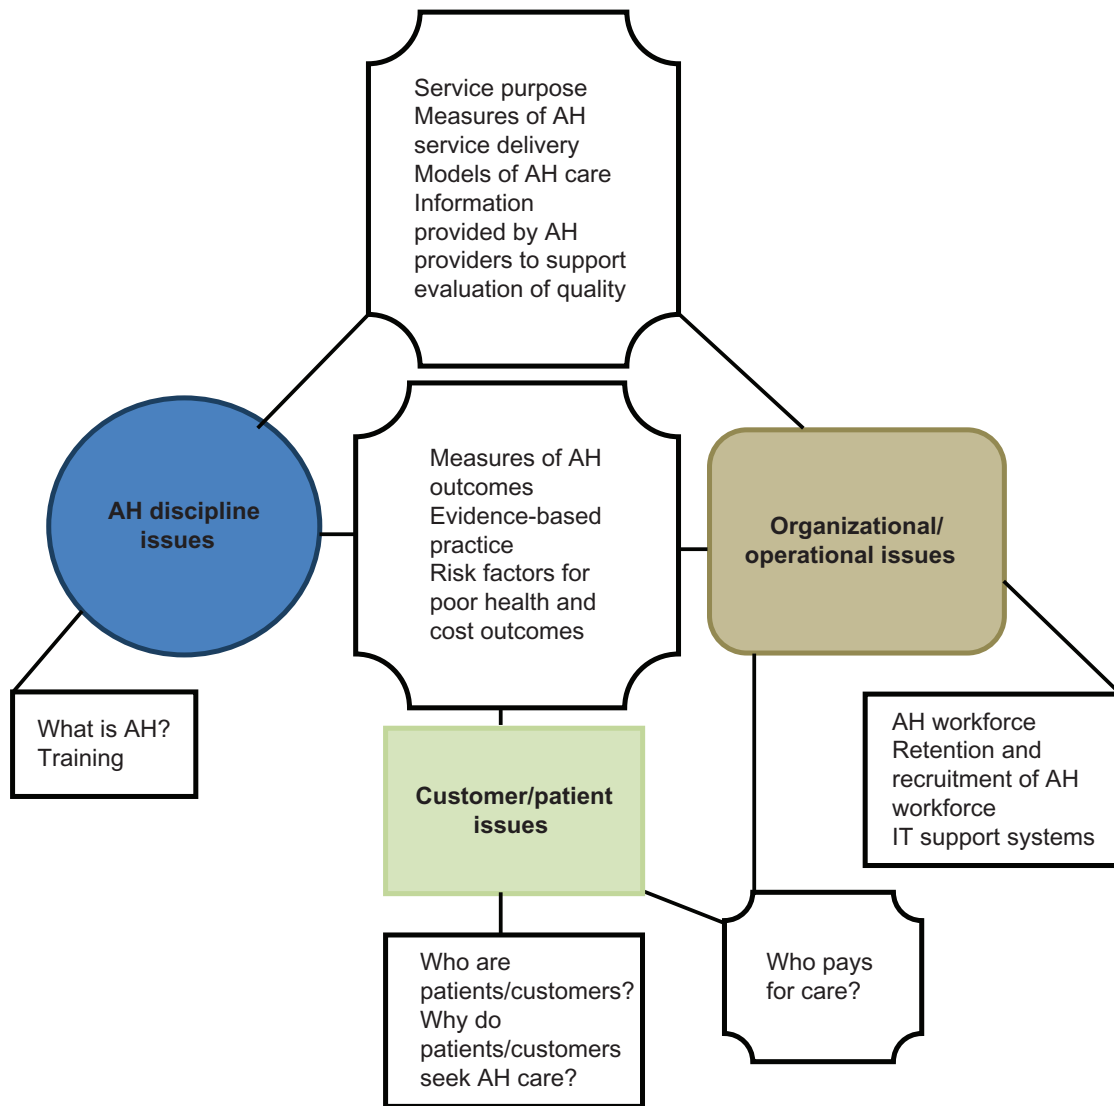 Service purpose
Measures of AH
service delivery
Models of AH care
Information
provided by AH
providers to support
evaluation of quality
AH discipline
issues
Measures of AH
outcomes
Evidence-based
practice
Risk factors for
poor health and
cost outcomes
Organizational/
operational issues
What is AH?
Training
Customer/patient
issues
AH workforce
Retention and
recruitment of AH
workforce
IT support systems
Who are
patients/customers?
Why do
patients/customers
seek AH care?
Who pays
for care?